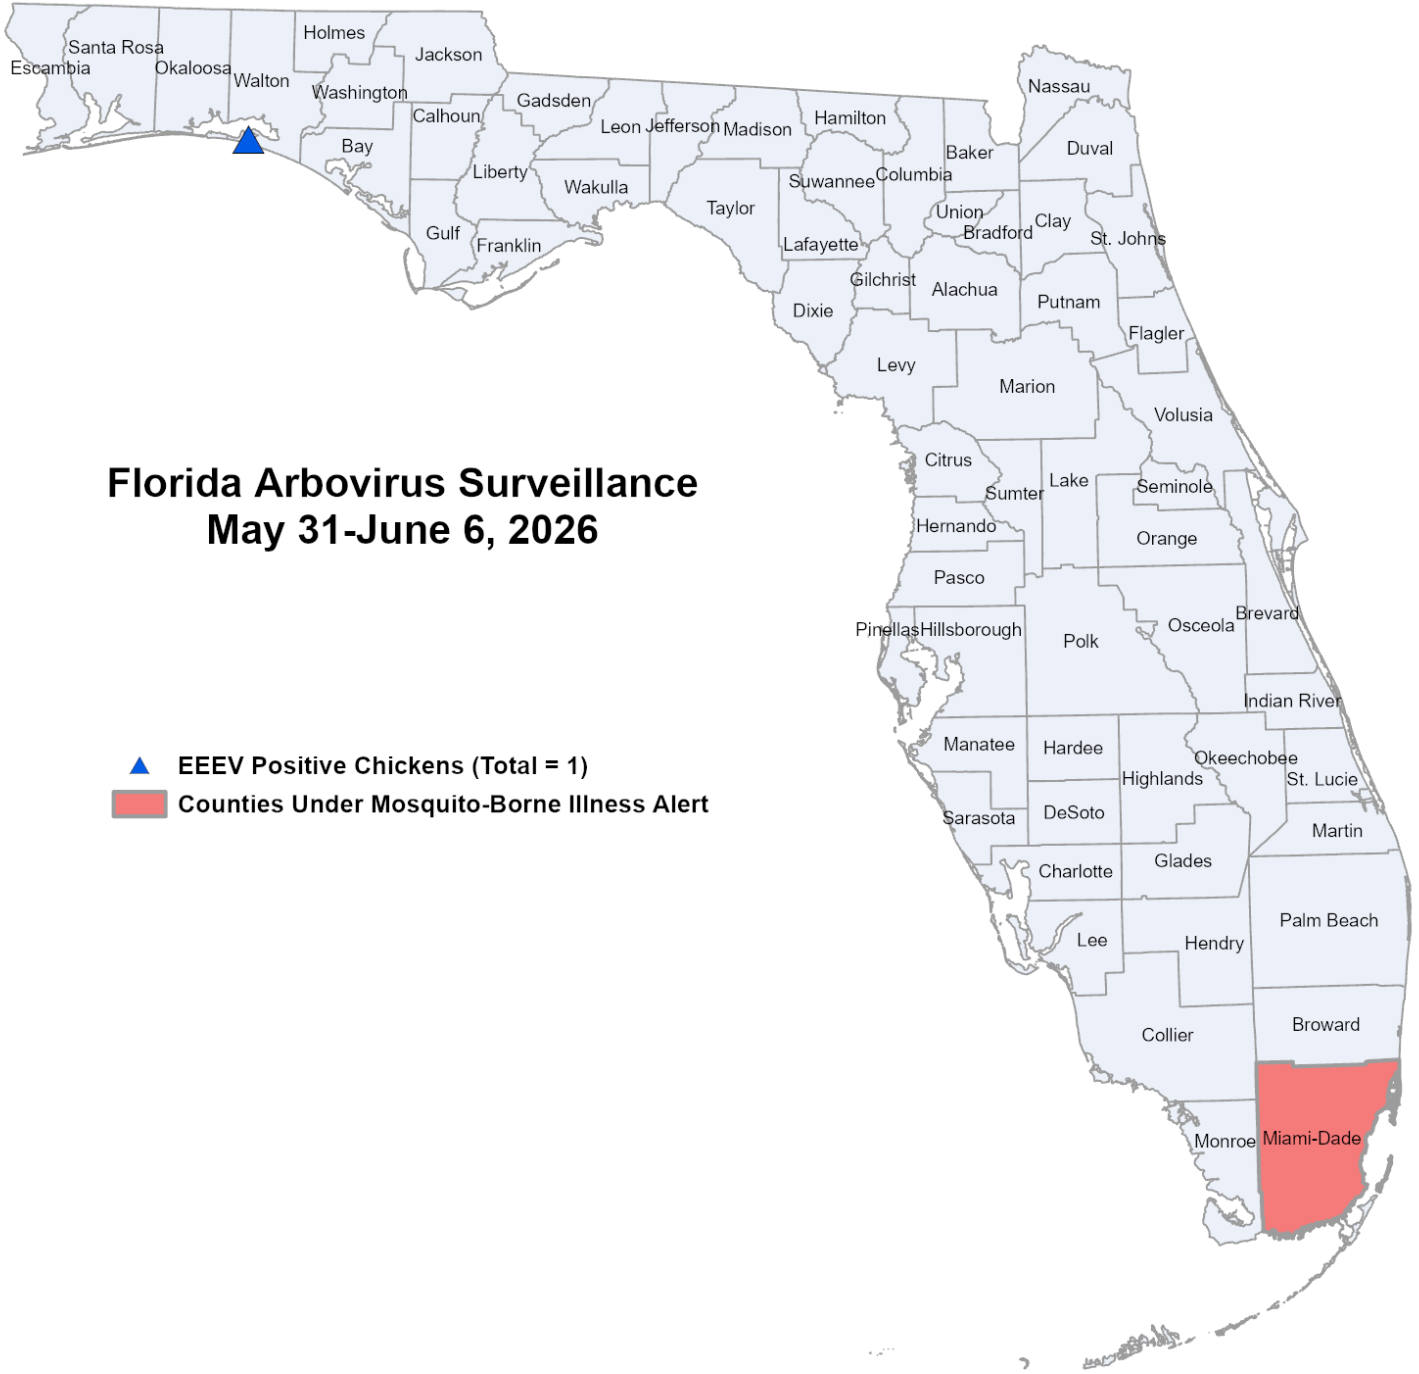 Holmes
Jackson
Santa Rosa
Escambia
Okaloosa
Walton
Washington
Nassau
Gadsden
Calhoun
Hamilton
Leon
Jefferson
Madison
Bay
Duval
Baker
Liberty
Columbia
Suwannee
Wakulla
Taylor
Union
Clay
Bradford
Gulf
Franklin
Lafayette
St. Johns
Gilchrist
Alachua
Putnam
Dixie
Flagler
Levy
Marion
Volusia
Citrus
Lake
Seminole
Sumter
Florida Arbovirus Surveillance
May 31-June 6, 2026
Hernando
Orange
Pasco
Brevard
Pinellas
Hillsborough
Osceola
Polk
Indian River
Manatee
Hardee
Okeechobee
EEEV Positive Chickens (Total = 1)
Highlands
St. Lucie
Counties Under Mosquito-Borne Illness Alert
Sarasota
DeSoto
Martin
Glades
Charlotte
Palm Beach
Lee
Hendry
Broward
Collier
Monroe
Miami-Dade